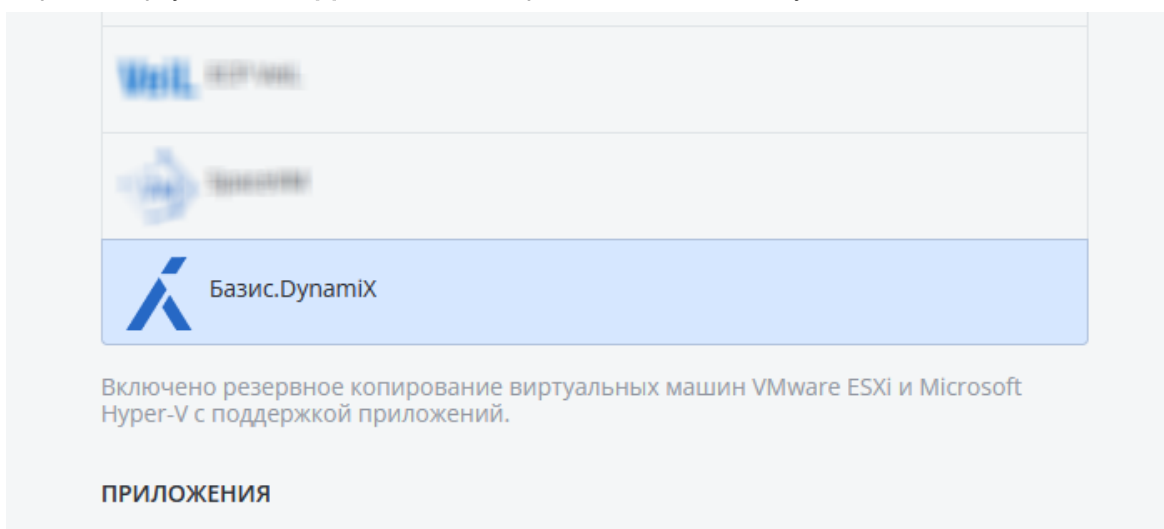 Базис.DynamiX
Включено резервное копирование виртуальных машин VMware ESXi и Microsoft
Hyper-V с поддержкой приложений.
ПРИЛОЖЕНИЯ